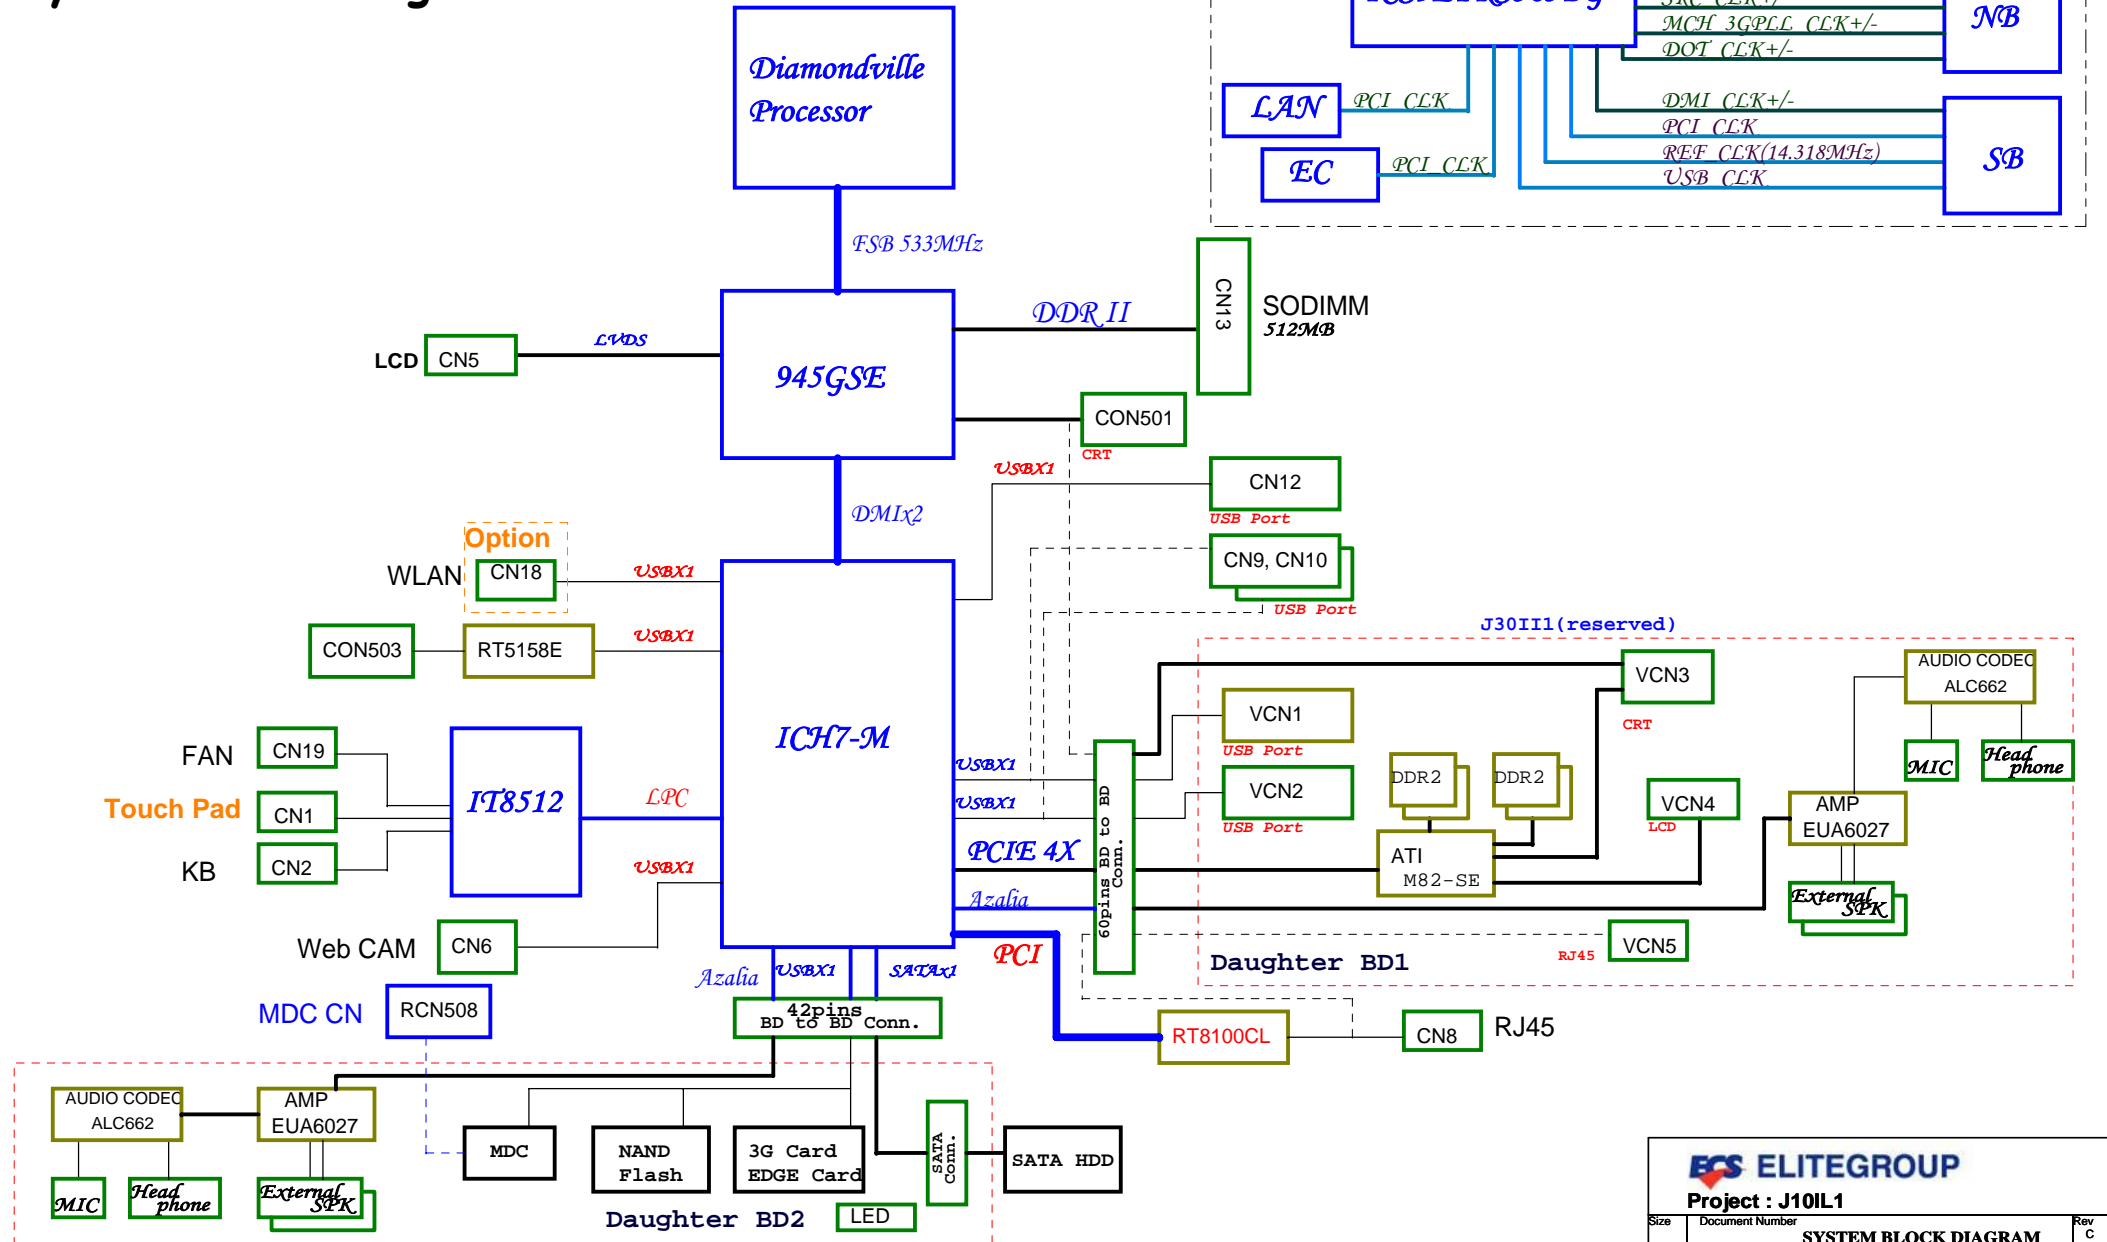 MCH 3GPLL CLK+/-
DOT CLK+/-
NB
LAN
PCI CLK
EC
PCI_CLK
DMI CLK+/-
PCI CLK
REF_CLK(14.318MHz)
USB CLK
SB
Diamondville
Processor
FSB 533MHz
945GSE
LCD
CN5
LVDS
DDR II
CN13
SODIMM
512MB
CON501
CRT
DMIx2
USBX1
CN12
USB Port
CN9, CN10
USB Port
Option
WLAN
CN18
USBX1
CON503
RT5158E
USBX1
ICH7-M
FAN
CN19
Touch Pad
CN1
KB
CN2
IT8512
LPC
USBX1
Web CAM
CN6
USBX1
USBX1
PCIE 4X
Azalia
PCI
60pins BD to BD
Conn.
J30II1(reserved)
VCN1
USB Port
VCN2
USB Port
VCN3
CRT
DDR2
DDR2
ATI
M82-SE
VCN4
LCD
AUDIO CODEC
ALC662
MIC
Head
phone
AMP
EUA6027
External
SPK
RJ45
VCN5
Daughter BD1
RT8100CL
CN8
RJ45
MDC CN
RCN508
Azalia
USBX1
SATAx1
42pins
BD to BD Conn.
AUDIO CODEC
ALC662
AMP
EUA6027
MIC
Head
phone
External
SPK
MDC
NAND
Flash
3G Card
EDGE Card
SATA
Conn.
SATA HDD
Daughter BD2
LED
ECS ELITEGROUP
Project : J10IL1
Size
Document Number
Rev
SYSTEM BLOCK DIAGRAM
C